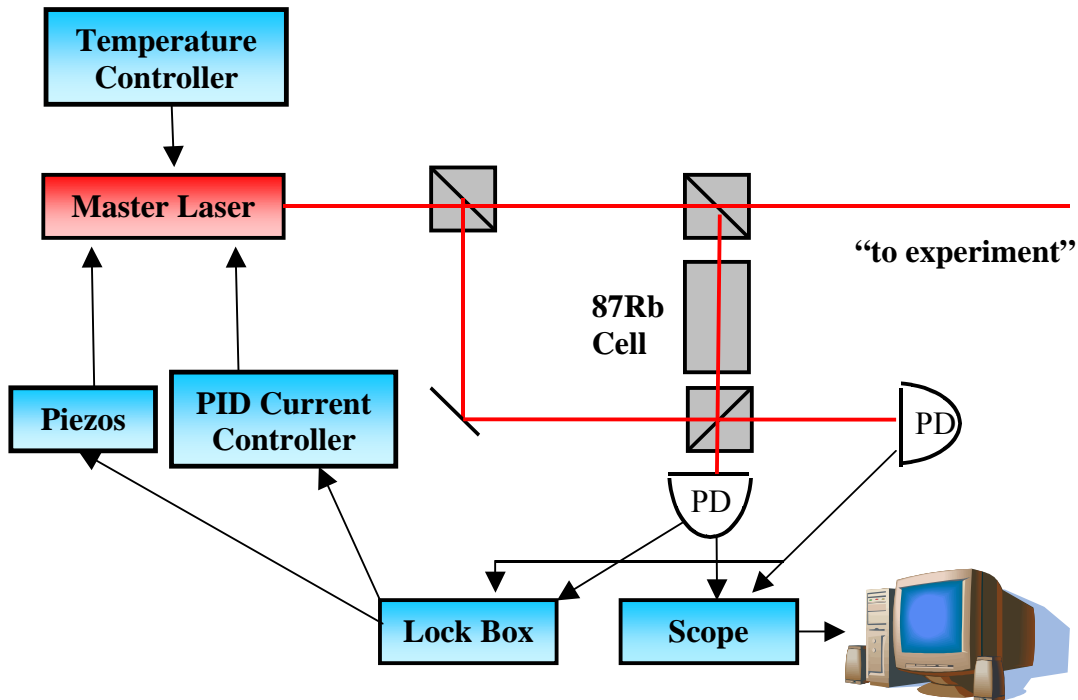 Temperature
Controller
Master Laser
“to experiment”
87Rb
Cell
Piezos
PID Current
Controller
PD
PD
Lock Box
Scope